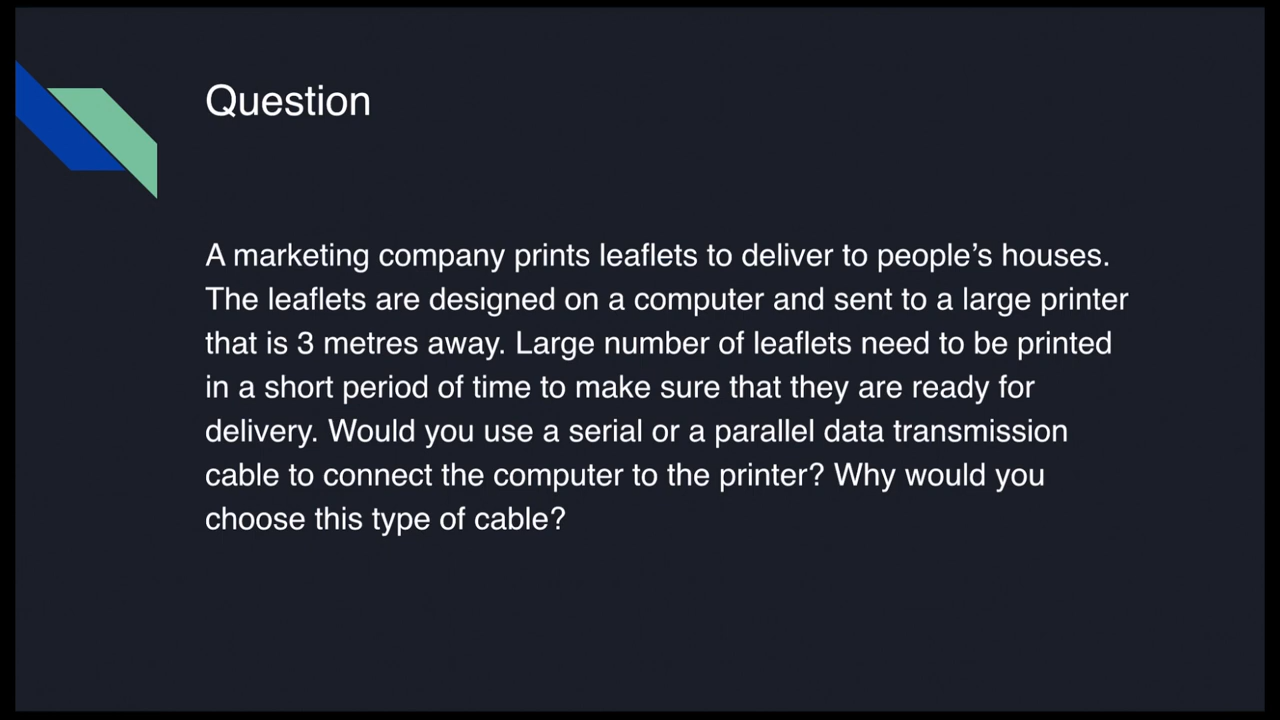 Question
A marketing company prints leaflets to deliver to people’s houses.
The leaflets are designed on a computer and sent to a large printer
that is 3 metres away. Large number of leaflets need to be printed
in a short period of time to make sure that they are ready for
delivery. Would you use a serial or a parallel data transmission
cable to connect the computer to the printer? Why would you
choose this type of cable?